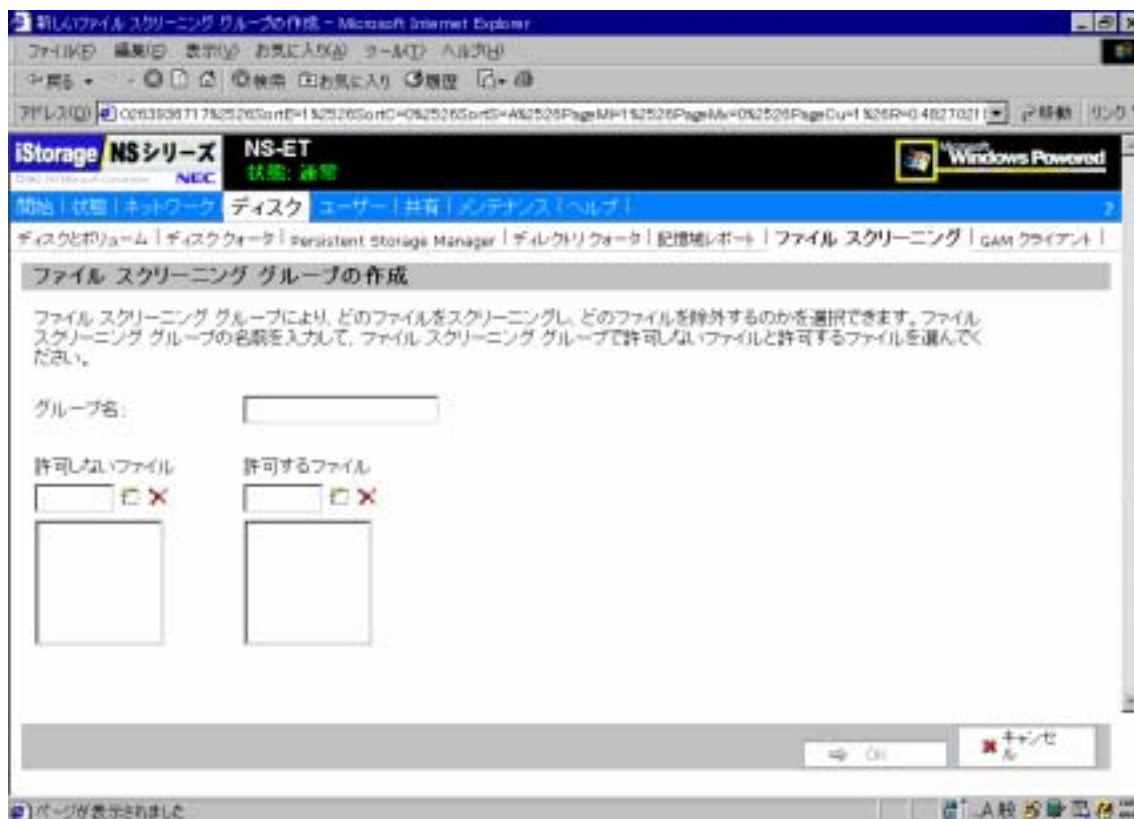 新しいファイル スクリーニング グループの作成 - Microsoft Internet Explorer
ファイル(F) 編集(E) 表示(V) お気に入り(A) ツール(T) ヘルプ(H)
戻る 検索 お気に入り 履歴
アドレス(D) 移動 リンク
iStorage NSシリーズ NEC
NS-ET
状態: 通常
Microsoft Windows Powered
開始 | 状態 | ネットワーク | ディスク | ユーザー | 共有 | メンテナンス | ヘルプ | ?
ディスクとボリューム | ディスク クォータ | Persistent Storage Manager | ディレクトリ クォータ | 記憶域レポート | ファイル スクリーニング | GAM クライアント |
ファイル スクリーニング グループの作成
ファイル スクリーニング グループにより、どのファイルをスクリーニングし、どのファイルを除外するのかを選択できます。ファイル
スクリーニング グループの名前を入力して、ファイル スクリーニング グループで許可しないファイルと許可するファイルを選んでく
ださい。
グループ名:
許可しないファイル 許可するファイル
OK キャンセ
ル
ページが表示されました
A 般